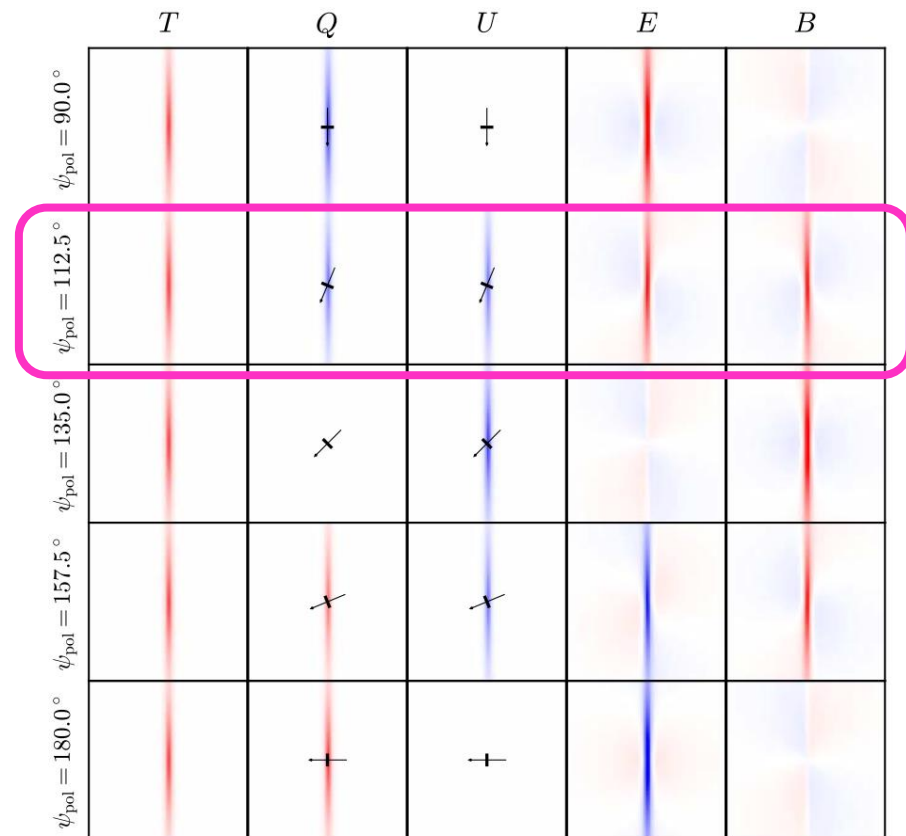 T Q U E B
ψpol = 90.0°
ψpol = 112.5°
ψpol = 135.0°
ψpol = 157.5°
ψpol = 180.0°